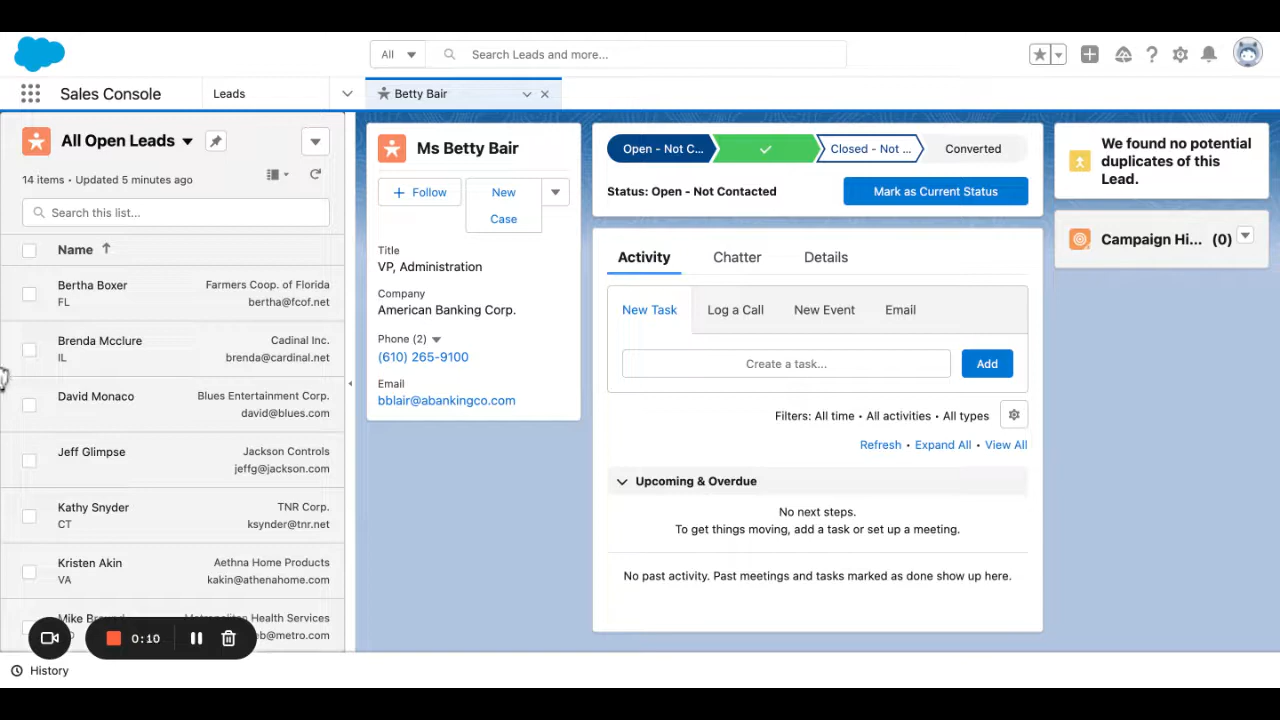 All
Search Leads and more...
Sales Console
Leads
Betty Bair
All Open Leads
14 items • Updated 5 minutes ago
Search this list...
Name
Bertha Boxer
Farmers Coop. of Florida
FL
bertha@fcof.net
Brenda Mcclure
Cadinal Inc.
IL
brenda@cardinal.net
David Monaco
Blues Entertainment Corp.
david@blues.com
Jeff Glimpse
Jackson Controls
jeffg@jackson.com
Kathy Snyder
TNR Corp.
CT
ksynder@tnr.net
Kristen Akin
Aethna Home Products
VA
kakin@athenahome.com
Mike
Health Services
eb@metro.com
0:10
History
Ms Betty Bair
+ Follow
New
Case
Title
VP, Administration
Company
American Banking Corp.
Phone (2)
(610) 265-9100
Email
bblair@abankingco.com
Open - Not C...
Closed - Not ...
Converted
Status: Open - Not Contacted
Mark as Current Status
Activity
Chatter
Details
New Task
Log a Call
New Event
Email
Create a task...
Add
Filters: All time • All activities • All types
Refresh • Expand All • View All
Upcoming & Overdue
No next steps.
To get things moving, add a task or set up a meeting.
No past activity. Past meetings and tasks marked as done show up here.
We found no potential
duplicates of this
Lead.
Campaign Hi... (0)